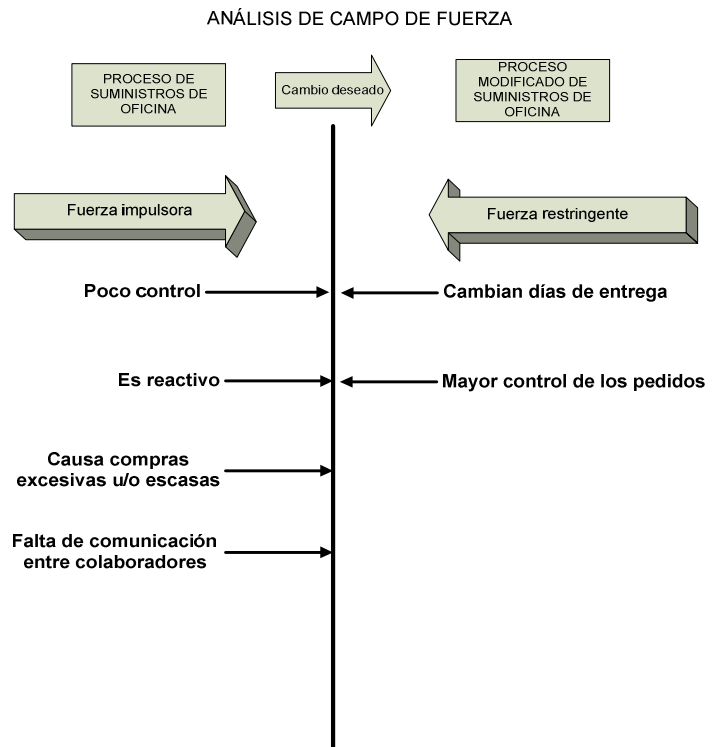 ANÁLISIS DE CAMPO DE FUERZA
PROCESO DE
SUMINISTROS DE
OFICINA
Cambio deseado
PROCESO
MODIFICADO DE
SUMINISTROS DE
OFICINA
Fuerza impulsora
Fuerza restringente
Poco control
Cambian días de entrega
Es reactivo
Mayor control de los pedidos
Causa compras
excesivas u/o escasas
Falta de comunicación
entre colaboradores